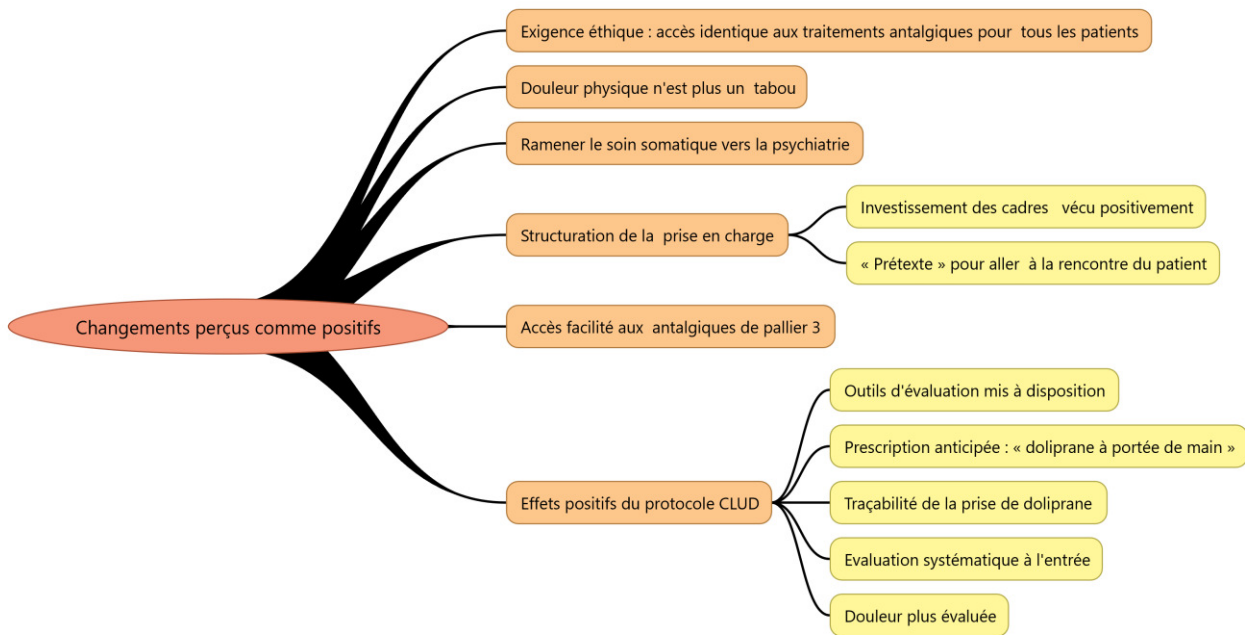 Exigence éthique : accès identique aux traitements antalgiques pour tous les patients
Douleur physique n'est plus un tabou
Ramener le soin somatique vers la psychiatrie
Structuration de la prise en charge
Investissement des cadres vécu positivement
« Prétexte » pour aller à la rencontre du patient
Changements perçus comme positifs
Accès facilité aux antalgiques de pallier 3
Effets positifs du protocole CLUD
Outils d'évaluation mis à disposition
Prescription anticipée : « doliprane à portée de main »
Traçabilité de la prise de doliprane
Evaluation systématique à l'entrée
Douleur plus évaluée